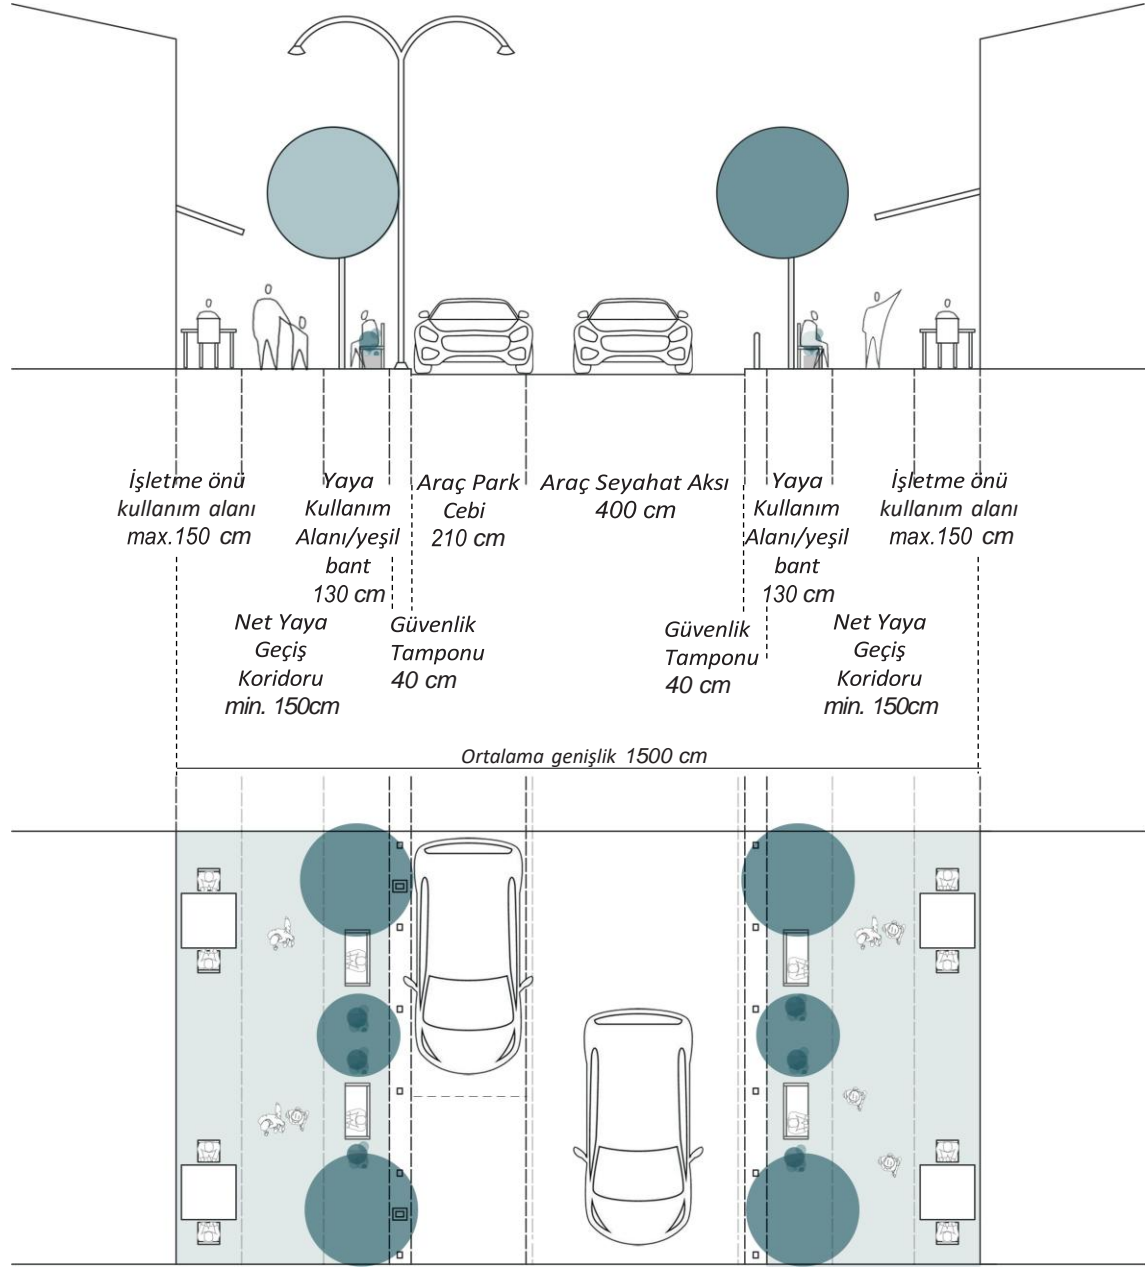 İşletme önü
kullanım alanı
max.150 cm
Yaya
Kullanım
Alanı/yeşil
bant
130 cm
Araç Park
Cebi
210 cm
Araç Seyahat Aksı
400 cm
Yaya
Kullanım
Alanı/yeşil
bant
130 cm
İşletme önü
kullanım alanı
max.150 cm
Net Yaya
Geçiş
Koridoru
min. 150cm
Güvenlik
Tamponu
40 cm
Güvenlik
Tamponu
40 cm
Net Yaya
Geçiş
Koridoru
min. 150cm
Ortalama genişlik 1500 cm